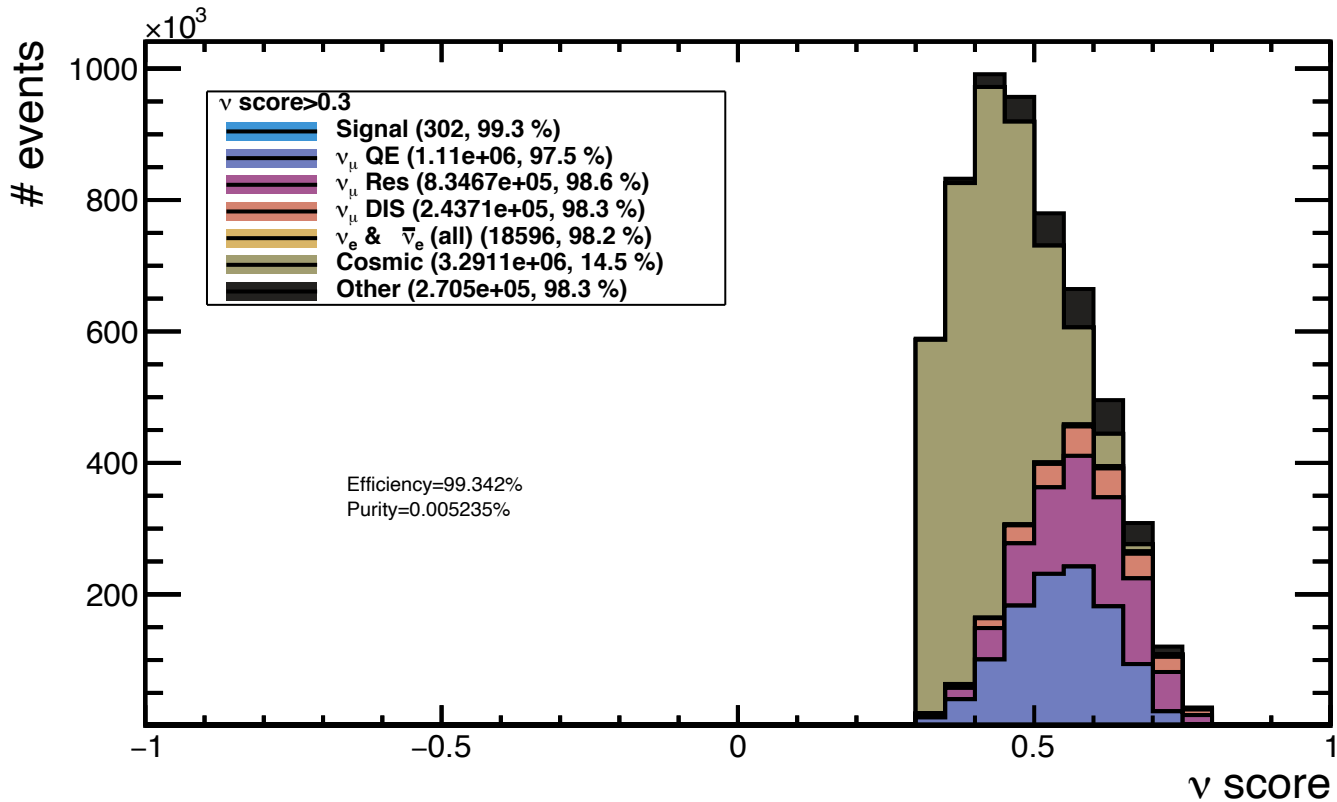 ×10³
# events
1000
800
600
400
200
ν score>0.3
Signal (302, 99.3 %)
ν_μ QE (1.11e+06, 97.5 %)
ν_μ Res (8.3467e+05, 98.6 %)
ν_μ DIS (2.4371e+05, 98.3 %)
ν_e & ν̅_e (all) (18596, 98.2 %)
Cosmic (3.2911e+06, 14.5 %)
Other (2.705e+05, 98.3 %)
Efficiency=99.342%
Purity=0.005235%
−1 −0.5 0 0.5 1
ν score